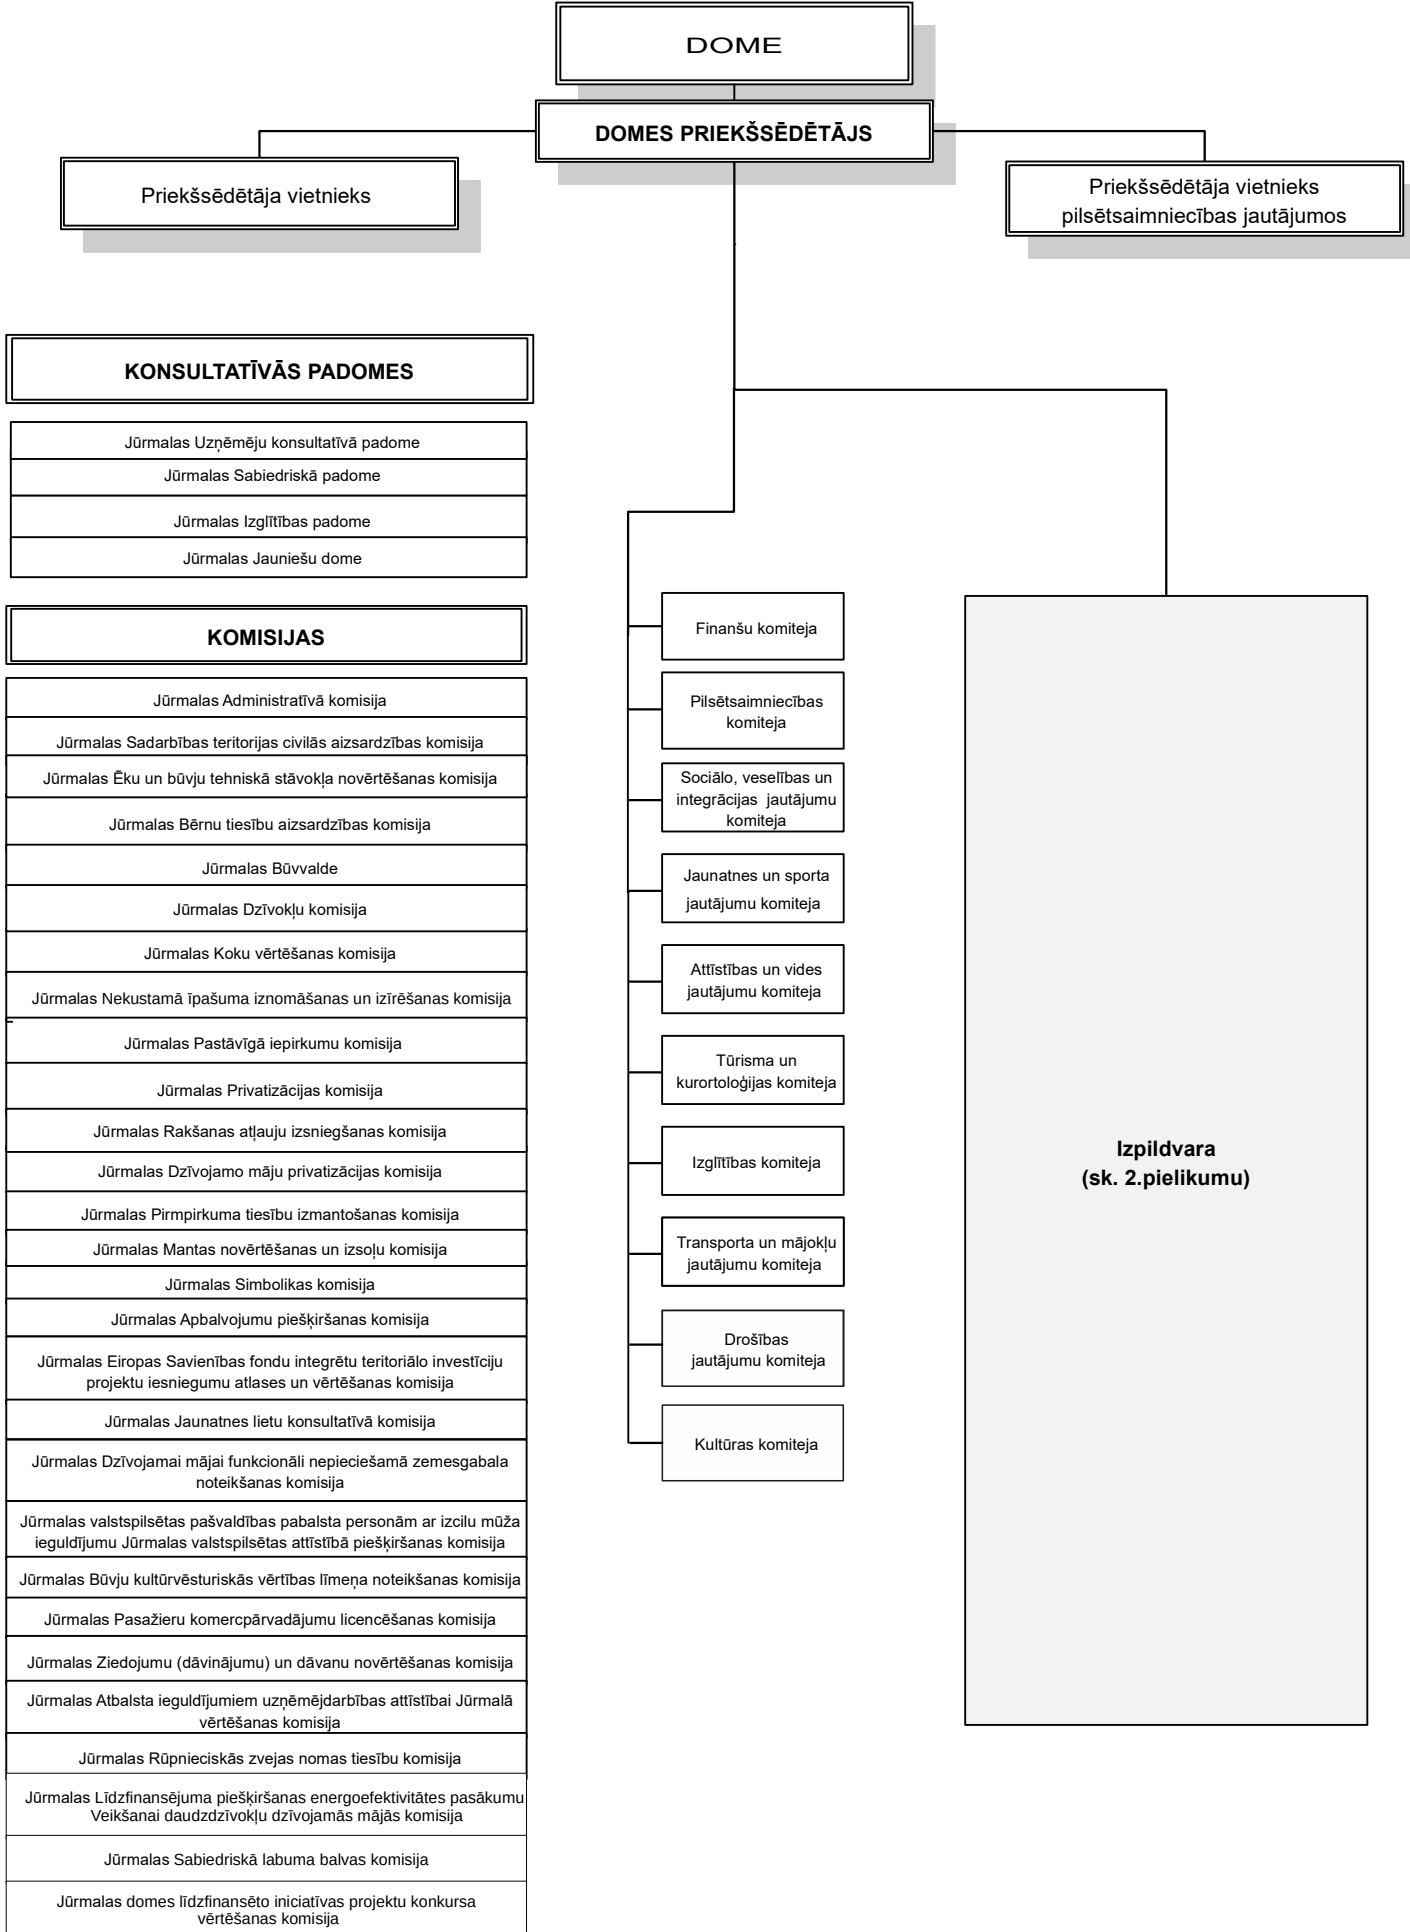 DOME
DOMES PRIEKŠSĒDĒTĀJS
Priekšsēdētāja vietnieks
Priekšsēdētāja vietnieks
pilsētsaimniecības jautājumos
KONSULTATĪVĀS PADOMES
Jūrmalas Uzņēmēju konsultatīvā padome
Jūrmalas Sabiedriskā padome
Jūrmalas Izglītības padome
Jūrmalas Jauniešu dome
KOMISIJAS
Jūrmalas Administratīvā komisija
Jūrmalas Sadarbības teritorijas civilās aizsardzības komisija
Jūrmalas Ēku un būvju tehniskā stāvokļa novērtēšanas komisija
Jūrmalas Bērnu tiesību aizsardzības komisija
Jūrmalas Būvvalde
Jūrmalas Dzīvokļu komisija
Jūrmalas Koku vērtēšanas komisija
Jūrmalas Nekustamā īpašuma iznomāšanas un izīrēšanas komisija
Jūrmalas Pastāvīgā iepirkumu komisija
Jūrmalas Privatizācijas komisija
Jūrmalas Rakšanas atļauju izsniegšanas komisija
Jūrmalas Dzīvojamo māju privatizācijas komisija
Jūrmalas Pirmpirkuma tiesību izmantošanas komisija
Jūrmalas Mantas novērtēšanas un izsoļu komisija
Jūrmalas Simbolikas komisija
Jūrmalas Apbalvojumu piešķiršanas komisija
Jūrmalas Eiropas Savienības fondu integrētu teritoriālo investīciju
projektu iesniegumu atlases un vērtēšanas komisija
Jūrmalas Jaunatnes lietu konsultatīvā komisija
Jūrmalas Dzīvojamai mājai funkcionāli nepieciešamā zemesgabala
noteikšanas komisija
Jūrmalas valstspilsētas pašvaldības pabalsta personām ar izcilu mūža
ieguldījumu Jūrmalas valstspilsētas attīstībā piešķiršanas komisija
Jūrmalas Būvju kultūrvēsturiskās vērtības līmeņa noteikšanas komisija
Jūrmalas Pasažieru komercpārvadājumu licencēšanas komisija
Jūrmalas Ziedojumu (dāvinājumu) un dāvanu novērtēšanas komisija
Jūrmalas Atbalsta ieguldījumiem uzņēmējdarbības attīstībai Jūrmalā
vērtēšanas komisija
Jūrmalas Rūpnieciskās zvejas nomas tiesību komisija
Jūrmalas Līdzfinansējuma piešķiršanas energoefektivitātes pasākumu
Veikšanai daudzdzīvokļu dzīvojamās mājās komisija
Jūrmalas Sabiedriskā labuma balvas komisija
Jūrmalas domes līdzfinansēto iniciatīvas projektu konkursa
vērtēšanas komisija
Finanšu komiteja
Pilsētsaimniecības
komiteja
Sociālo, veselības un
integrācijas jautājumu
komiteja
Jaunatnes un sporta
jautājumu komiteja
Attīstības un vides
jautājumu komiteja
Tūrisma un
kurortoloģijas komiteja
Izglītības komiteja
Transporta un mājokļu
jautājumu komiteja
Drošības
jautājumu komiteja
Kultūras komiteja
Izpildvara
(sk. 2.pielikumu)